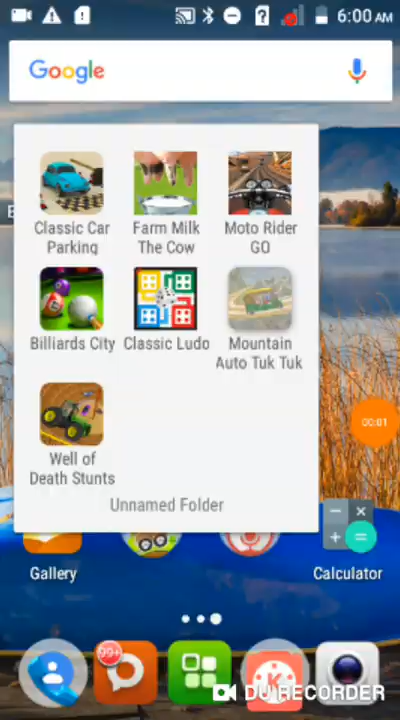 6:00 AM
Google
Classic Car
Parking
Farm Milk
The Cow
Moto Rider
GO
Billiards City
Classic Ludo
Mountain
Auto Tuk Tuk
Well of
Death Stunts
00:01
Unnamed Folder
Gallery
Calculator
99+
K
DU RECORDER